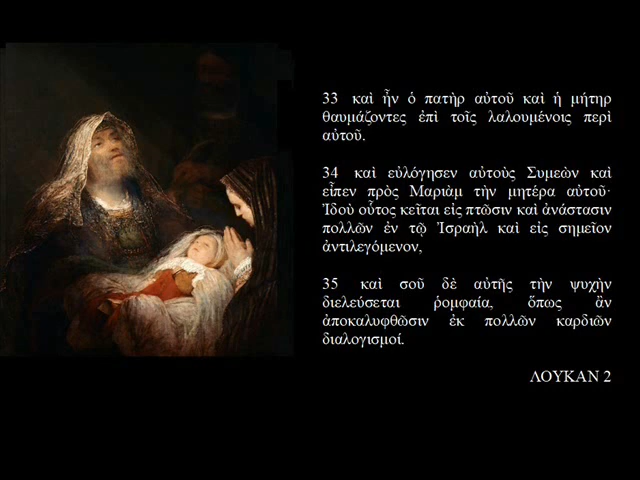 33 καὶ ἦν ὁ πατὴρ αὐτοῦ καὶ ἡ μήτηρ
θαυμάζοντες ἐπὶ τοῖς λαλουμένοις περὶ
αὐτοῦ.
34 καὶ εὐλόγησεν αὐτοὺς Συμεὼν καὶ
εἶπεν πρὸς Μαριὰμ τὴν μητέρα αὐτοῦ·
Ἰδοὺ οὗτος κεῖται εἰς πτῶσιν καὶ ἀνάστασιν
πολλῶν ἐν τῷ Ἰσραὴλ καὶ εἰς σημεῖον
ἀντιλεγόμενον,
35 καὶ σοῦ δὲ αὐτῆς τὴν ψυχὴν
διελεύσεται ῥομφαία, ὅπως ἂν
ἀποκαλυφθῶσιν ἐκ πολλῶν καρδιῶν
διαλογισμοί.
ΛΟΥΚΑΝ 2